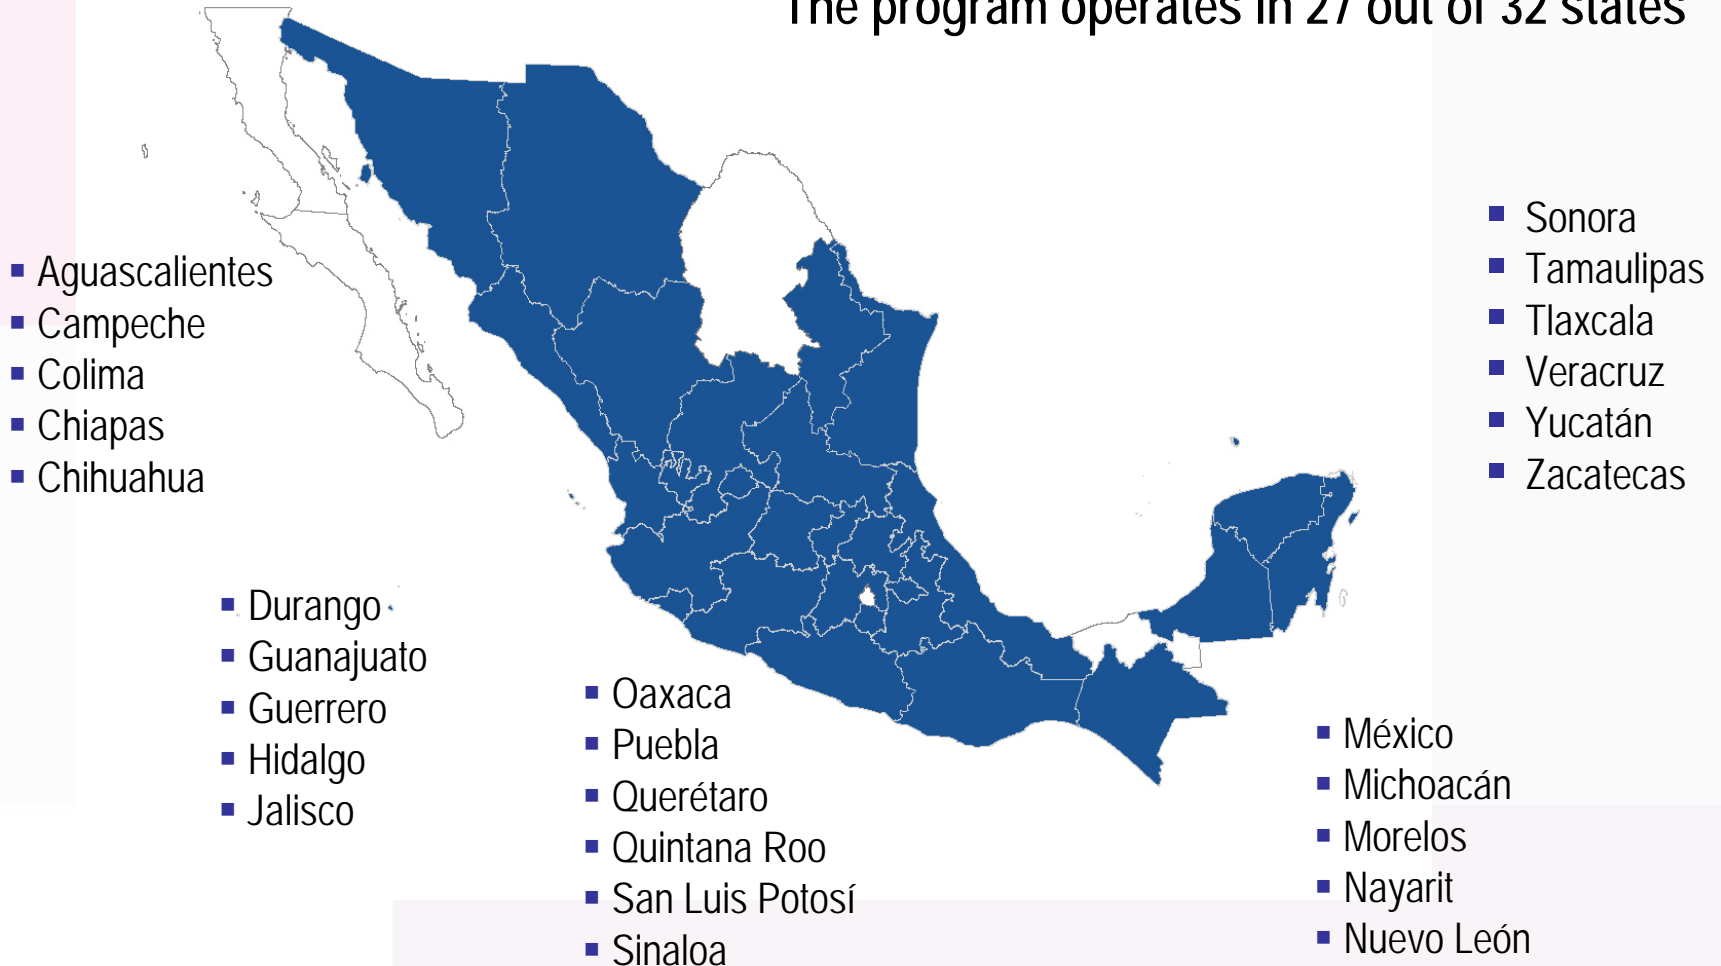 The program operates in 27 out of 32 states
Aguascalientes
Campeche
Colima
Chiapas
Chihuahua
Durango
Guanajuato
Guerrero
Hidalgo
Jalisco
Oaxaca
Puebla
Querétaro
Quintana Roo
San Luis Potosí
Sinaloa
México
Michoacán
Morelos
Nayarit
Nuevo León
Sonora
Tamaulipas
Tlaxcala
Veracruz
Yucatán
Zacatecas